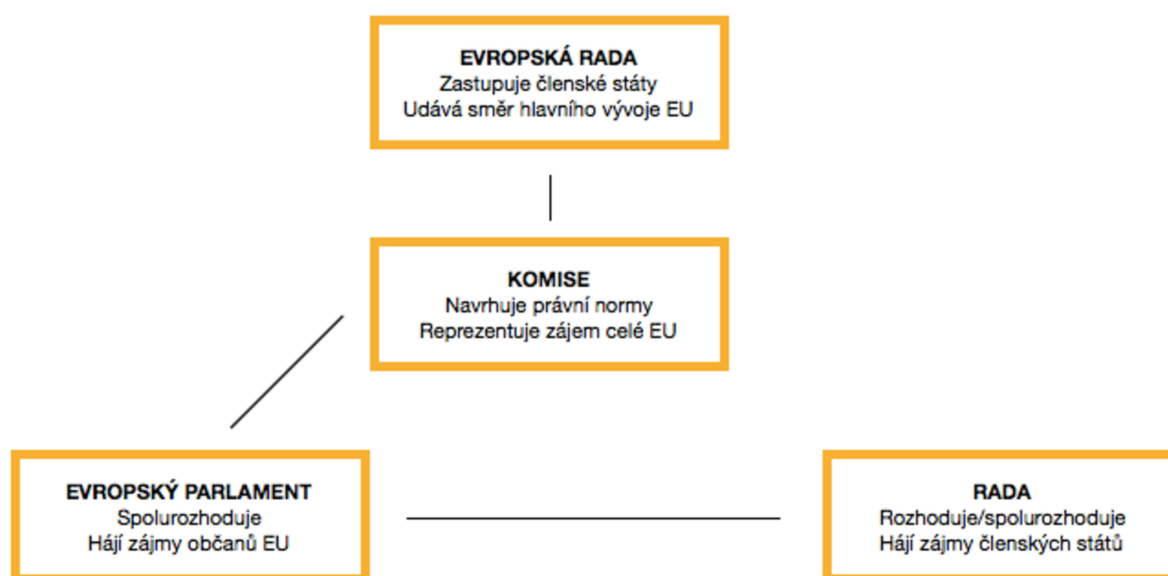 EVROPSKÁ RADA
Zastupuje členské státy
Udává směr hlavního vývoje EU
KOMISE
Navrhuje právní normy
Reprezentuje zájem celé EU
EVROPSKÝ PARLAMENT
Spolurozhoduje
Hájí zájmy občanů EU
RADA
Rozhoduje/spolurozhoduje
Hájí zájmy členských států